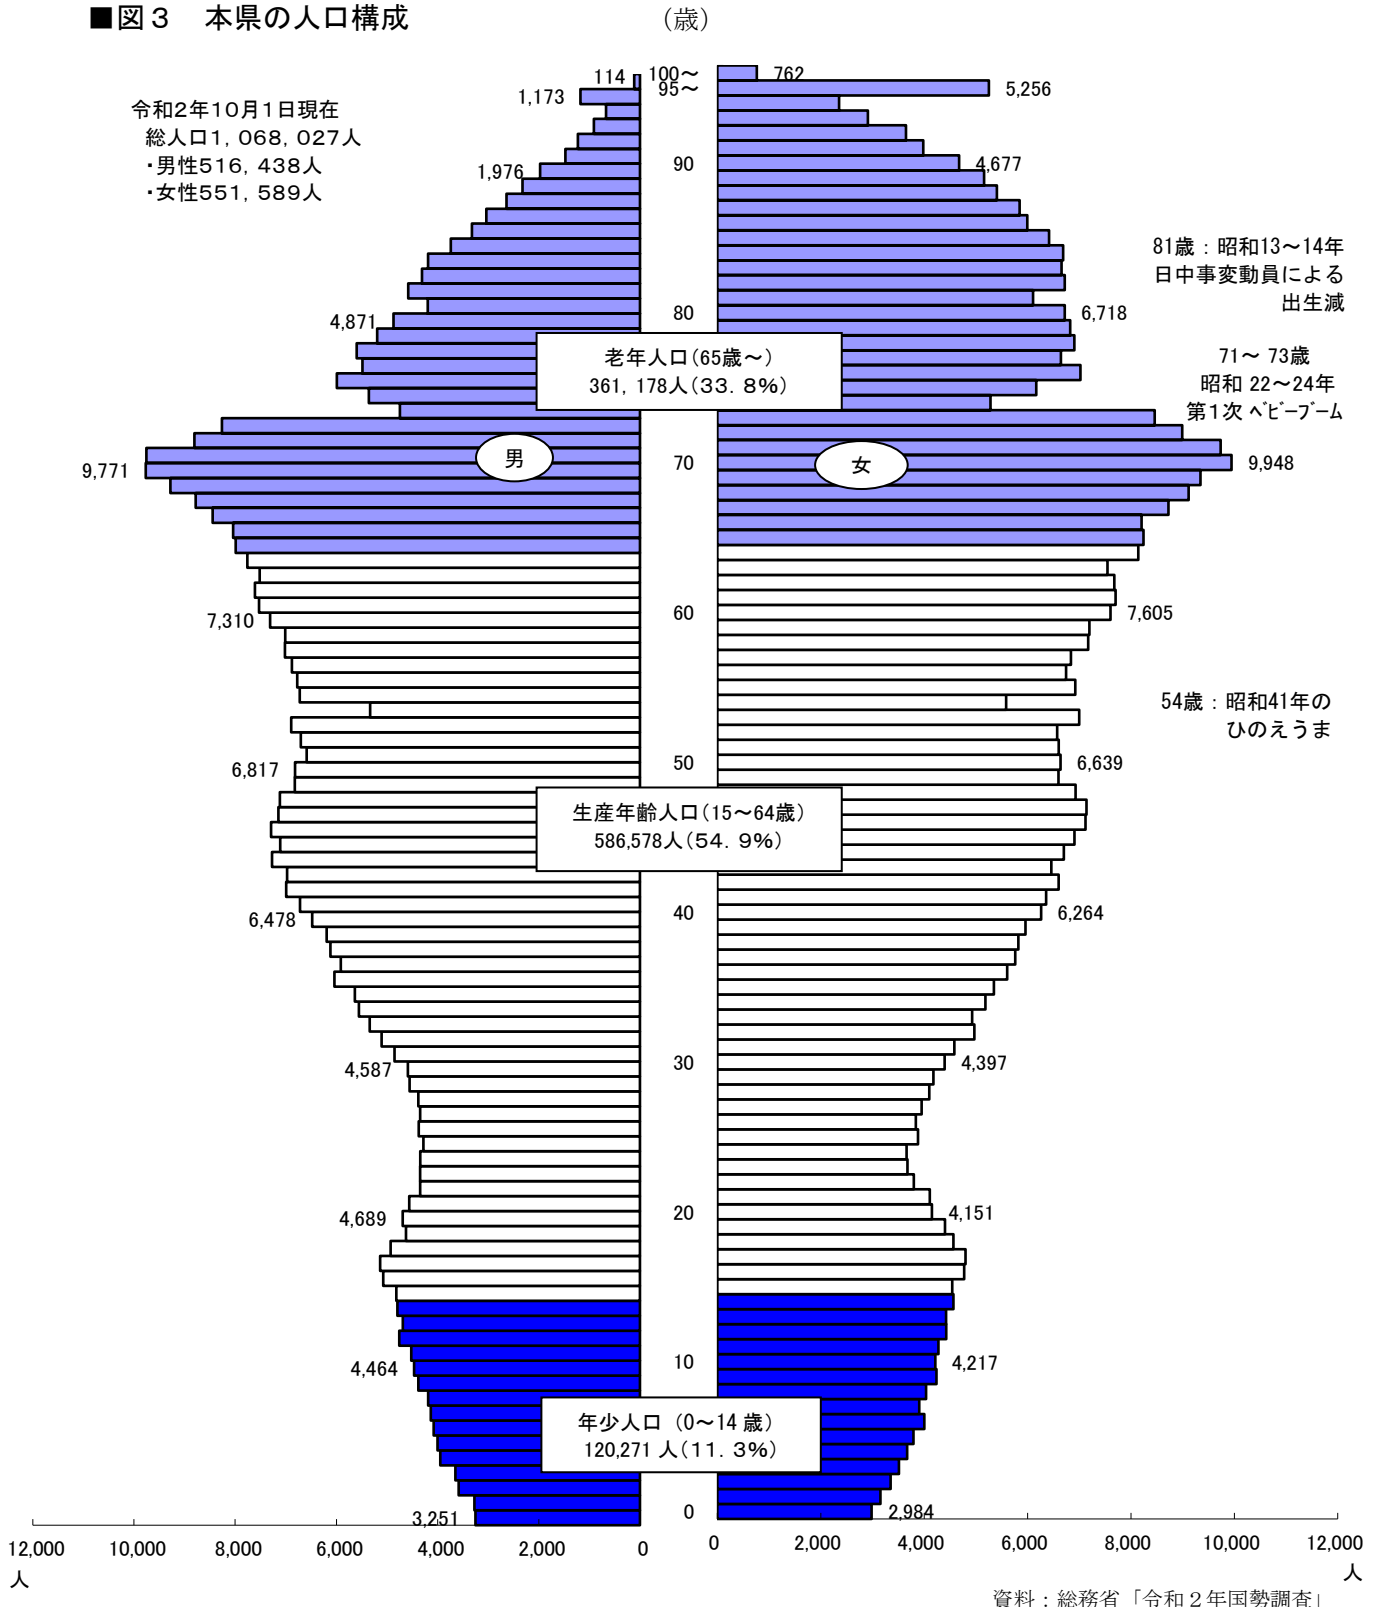 ■図３　本県の人口構成
（歳）
114
100～
762
1,173
95～
5,256
令和2年10月1日現在
総人口1，068，027人
・男性516，438人
・女性551，589人
1,976
90
4,677
81歳：昭和13～14年
日中事変動員による
出生減
4,871
80
6,718
老年人口（65歳～）
361，178人（33．8％）
71～ 73歳
昭和 22～24年
第１次 ﾍﾞﾋﾞｰﾌﾞｰﾑ
男
女
9,771
70
9,948
7,310
60
7,605
54歳：昭和41年の
ひのえうま
6,817
50
6,639
生産年齢人口（15～64歳）
586,578人（54．9％）
6,478
40
6,264
4,587
30
4,397
4,689
20
4,151
4,464
10
4,217
年少人口（0～14 歳）
120,271 人（11．3％）
3,251
0
2,984
12,000 10,000 8,000 6,000 4,000 2,000 0
0 2,000 4,000 6,000 8,000 10,000 12,000
人
人
資料：総務省「令和２年国勢調査」